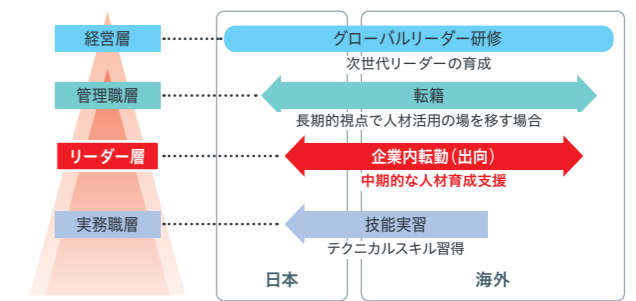 経営層
グローバルリーダー研修
次世代リーダーの育成
管理職層
転籍
長期的視点で人材活用の場を移す場合
リーダー層
企業内転勤(出向)
中期的な人材育成支援
実務職層
技能実習
テクニカルスキル習得
日本
海外